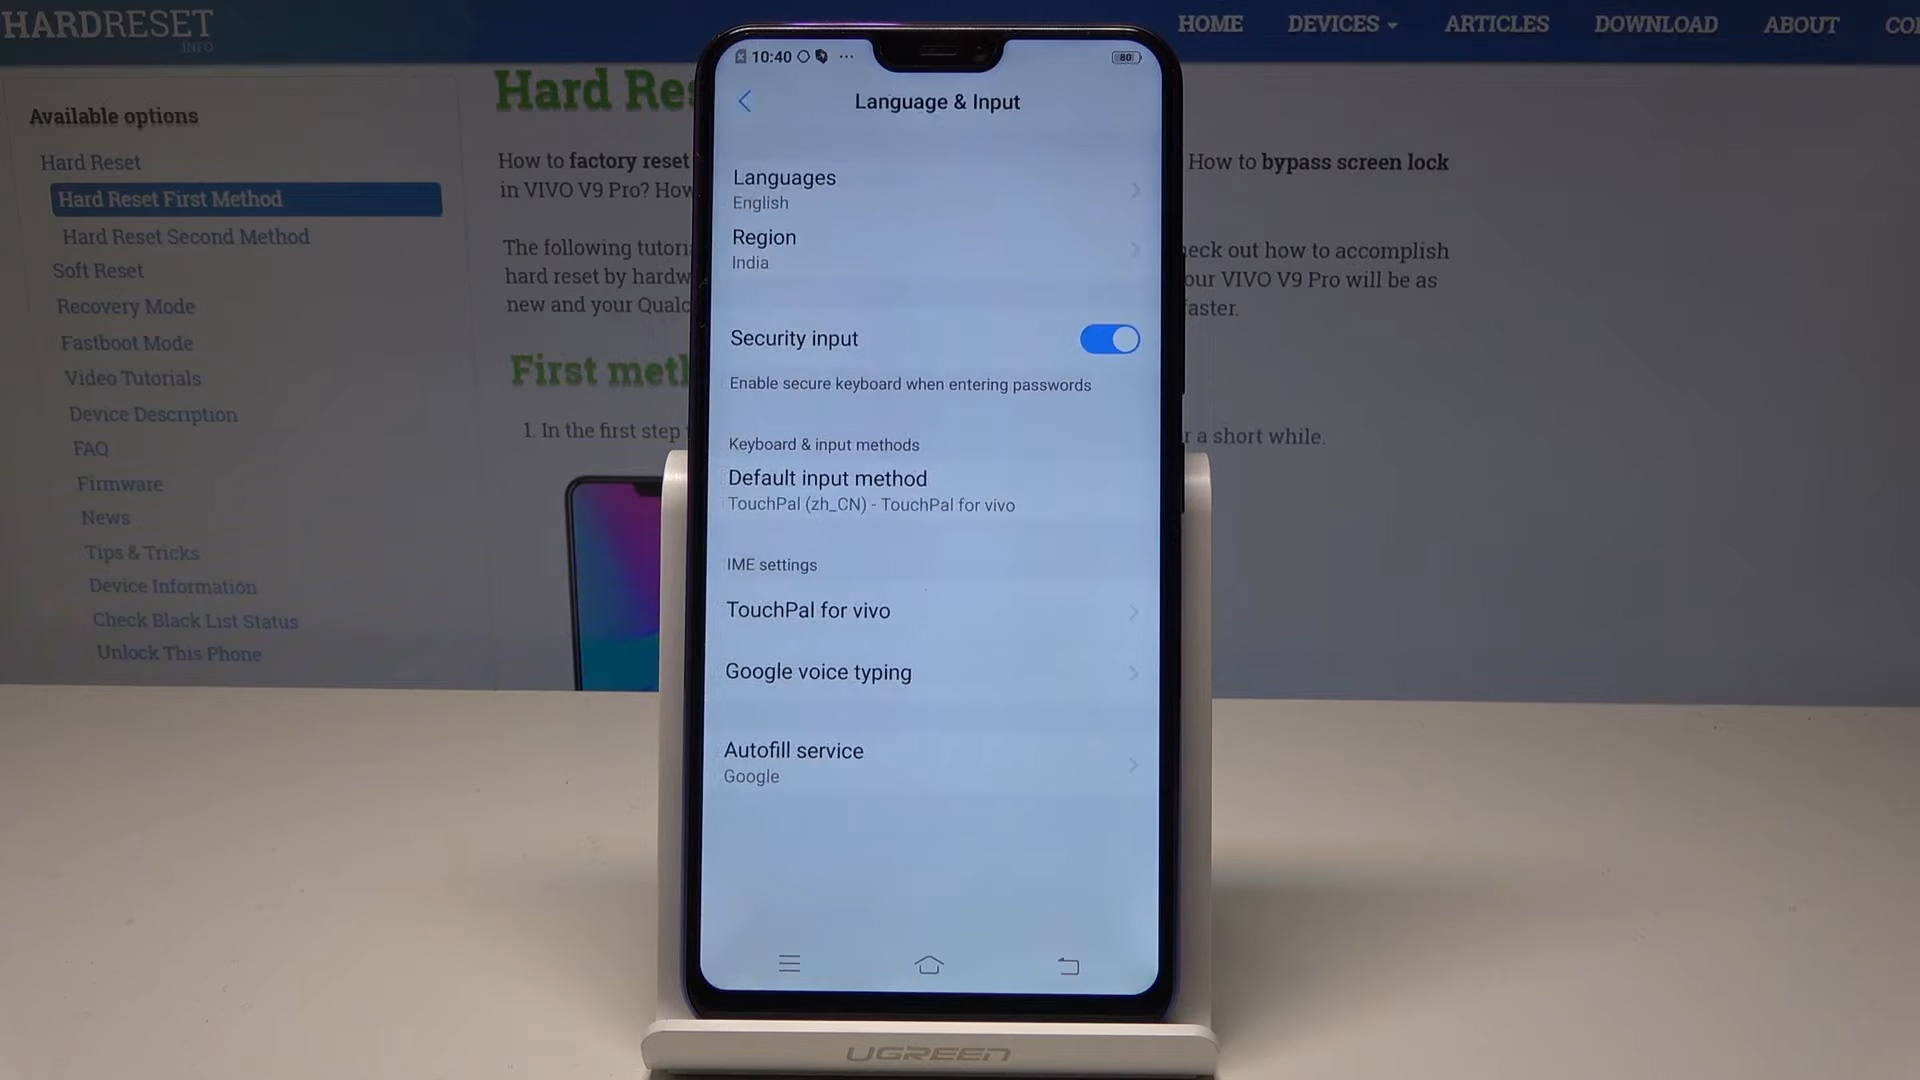 HARDRESET
.INFO
HOME
DEVICES
ARTICLES
DOWNLOAD
ABOUT
Available options
Hard Reset
Hard Reset First Method
Hard Reset Second Method
Soft Reset
Recovery Mode
Fastboot Mode
Video Tutorials
Device Description
FAQ
Firmware
News
Tips & Tricks
Device Information
Check Black List Status
Unlock This Phone
Hard Res
How to factory reset
How to bypass screen lock
in VIVO V9 Pro? How
The following tutori
eck out how to accomplish
hard reset by hardw
our VIVO V9 Pro will be as
new and your Qualc
faster.
First meth
1. In the first step
r a short while.
10:40
80
Language & Input
Languages
English
Region
India
Security input
Enable secure keyboard when entering passwords
Keyboard & input methods
Default input method
TouchPal (zh_CN) - TouchPal for vivo
IME settings
TouchPal for vivo
Google voice typing
Autofill service
Google
UGREEN